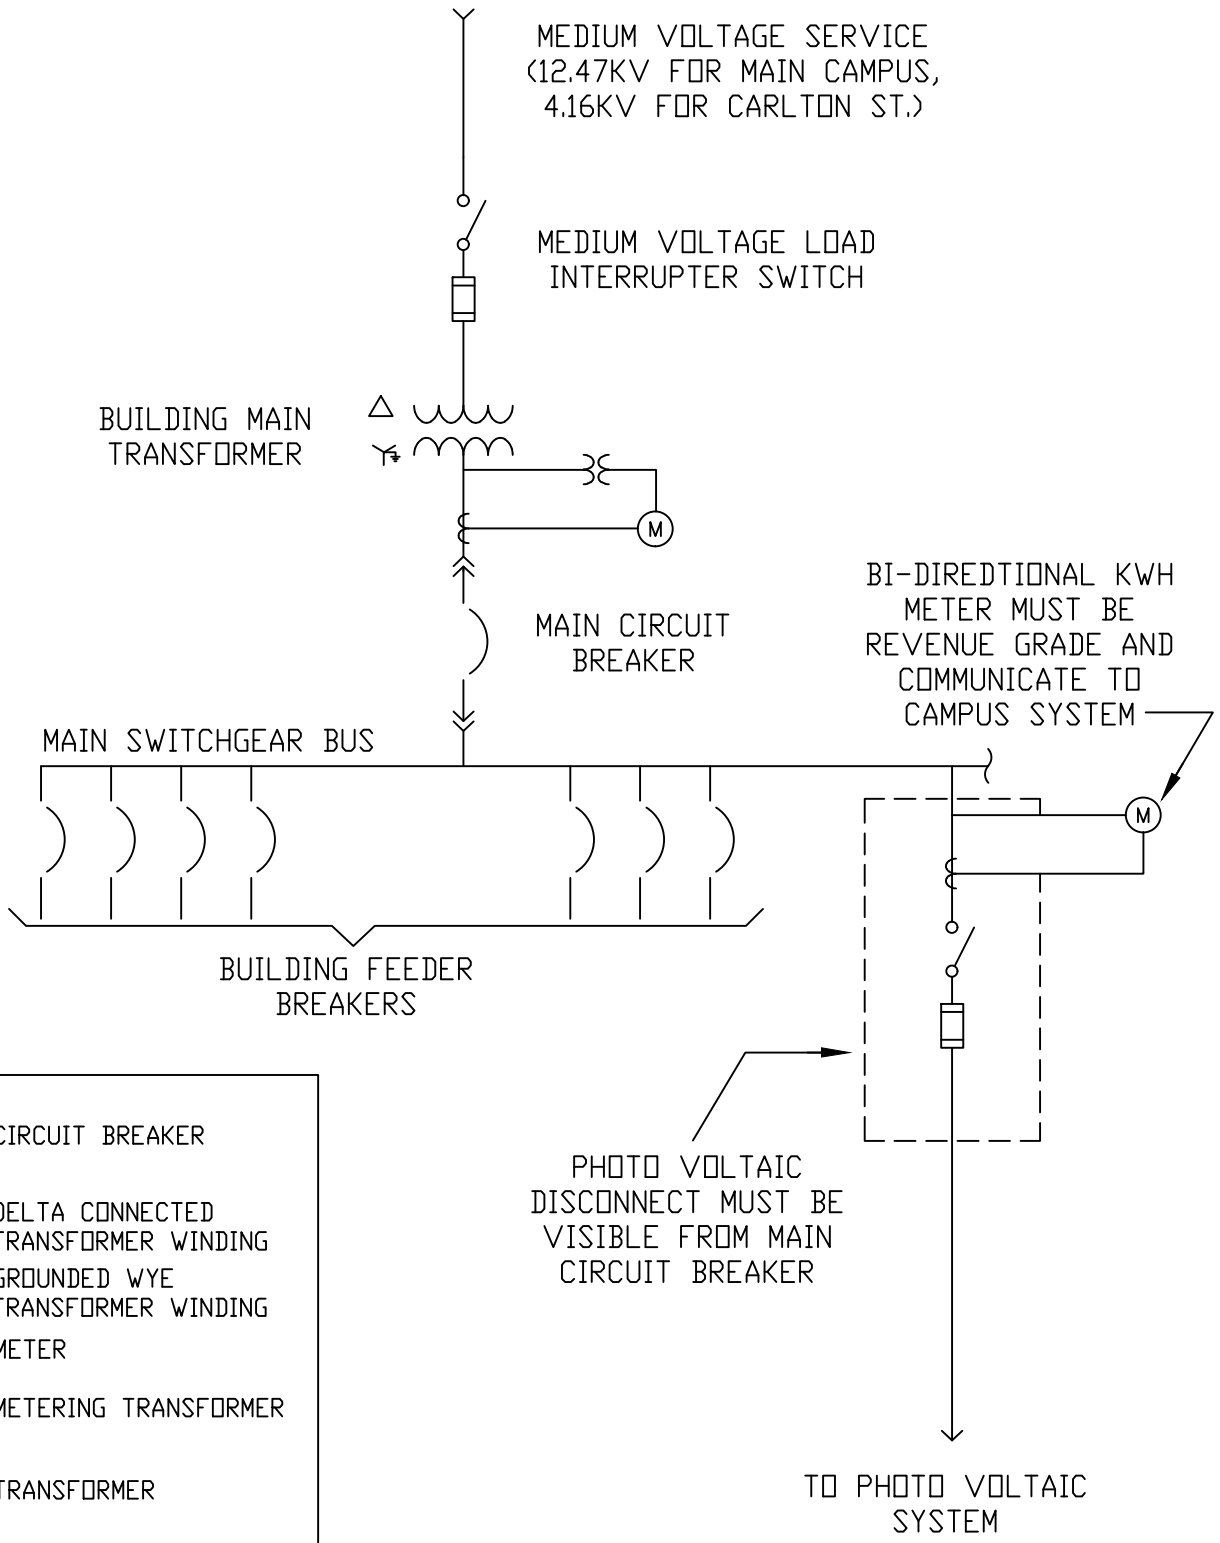 MEDIUM VOLTAGE SERVICE
(12.47KV FOR MAIN CAMPUS,
4.16KV FOR CARLTON ST.)
MEDIUM VOLTAGE LOAD
INTERRUPTER SWITCH
BUILDING MAIN
TRANSFORMER
M
MAIN CIRCUIT
BREAKER
BI-DIREDTIONAL KWH
METER MUST BE
REVENUE GRADE AND
COMMUNICATE TO
CAMPUS SYSTEM
MAIN SWITCHGEAR BUS
M
BUILDING FEEDER
BREAKERS
PHOTO VOLTAIC
DISCONNECT MUST BE
VISIBLE FROM MAIN
CIRCUIT BREAKER
CIRCUIT BREAKER
DELTA CONNECTED
TRANSFORMER WINDING
GROUNDED WYE
TRANSFORMER WINDING
METER
METERING TRANSFORMER
TRANSFORMER
TO PHOTO VOLTAIC
SYSTEM